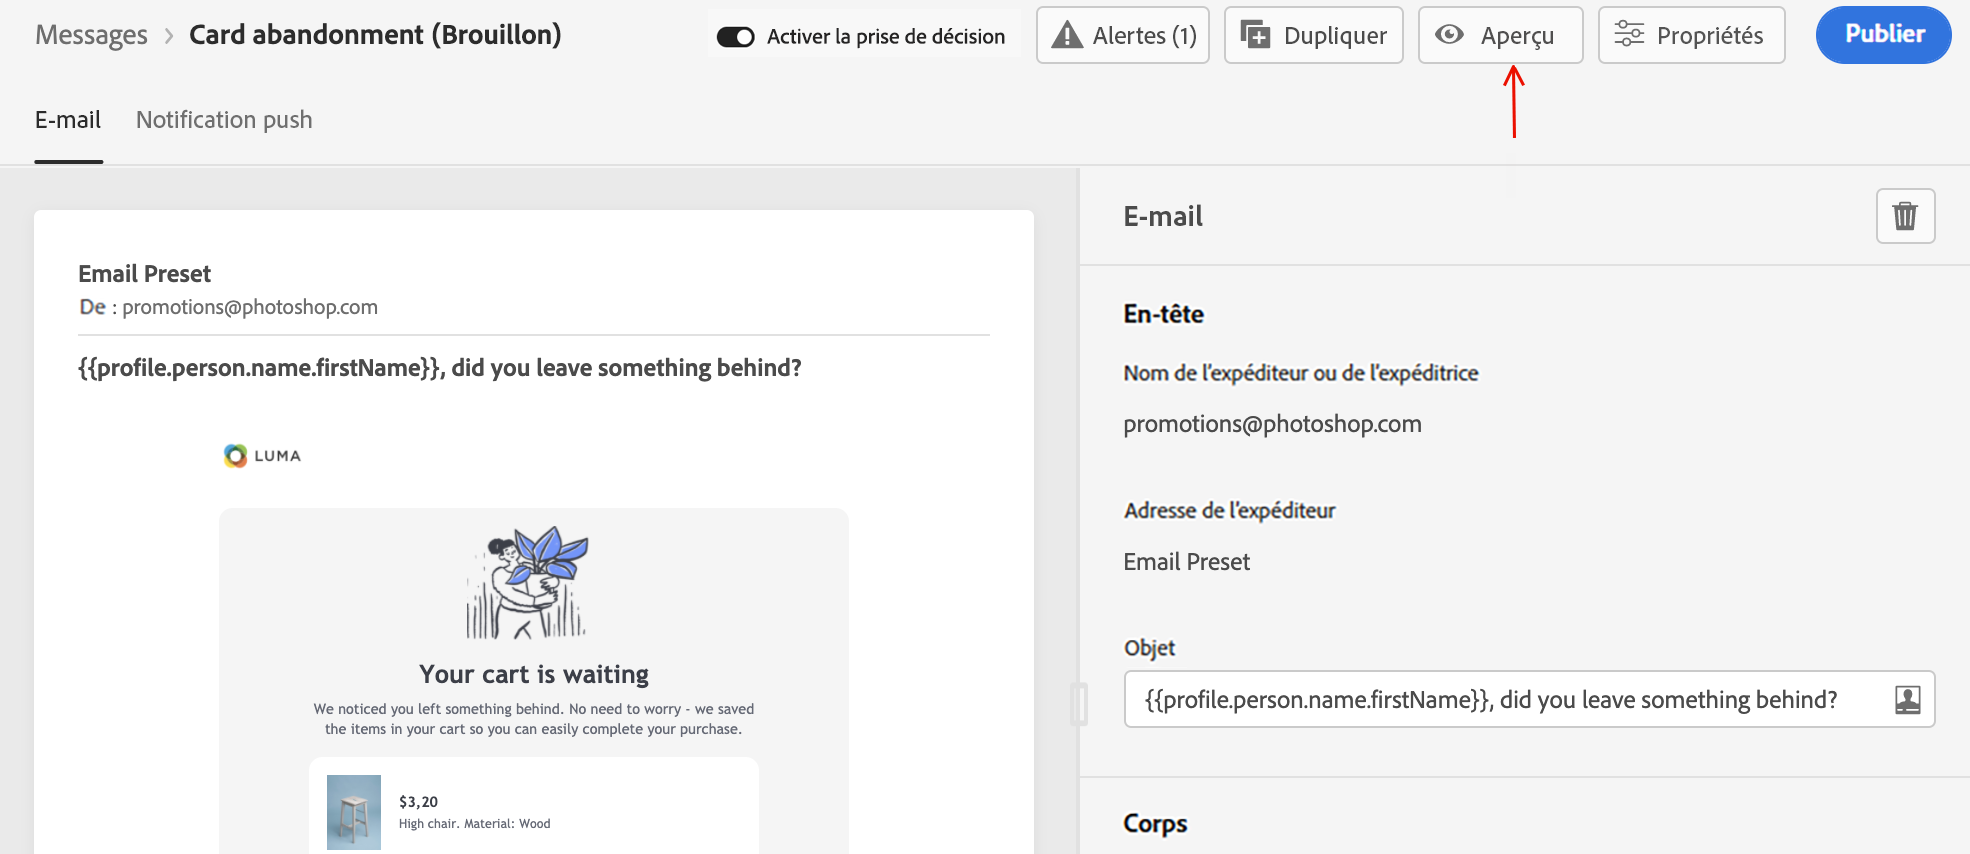 Messages > Card abandonment (Brouillon)
Activer la prise de décision
Alertes (1)
Dupliquer
Aperçu
Propriétés
Publier
E-mail
Notification push
Email Preset
De : promotions@photoshop.com
{{profile.person.name.firstName}}, did you leave something behind?
LUMA
Your cart is waiting
We noticed you left something behind. No need to worry - we saved
the items in your cart so you can easily complete your purchase.
$3,20
High chair. Material: Wood
E-mail
En-tête
Nom de l’expéditeur ou de l’expéditrice
promotions@photoshop.com
Adresse de l’expéditeur
Email Preset
Objet
{{profile.person.name.firstName}}, did you leave something behind?
Corps